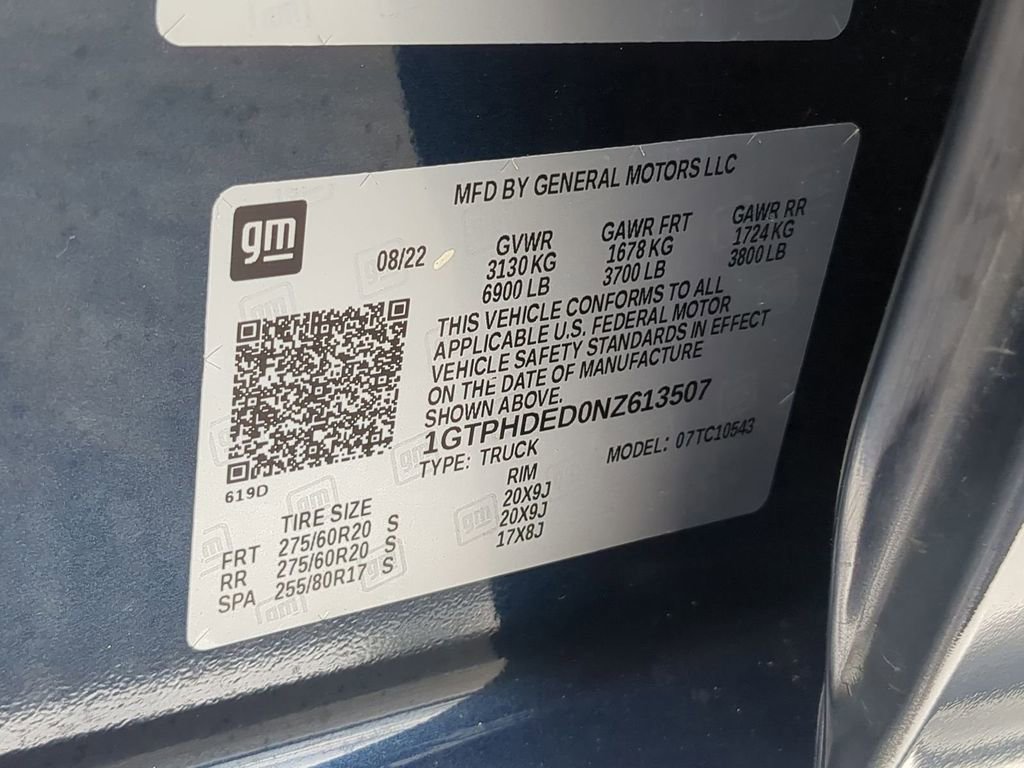 MFD BY GENERAL MOTORS LLC
gm
08/22
GVWR
3130 KG
6900 LB
GAWR FRT
1678 KG
3700 LB
GAWR RR
1724 KG
3800 LB
THIS VEHICLE CONFORMS TO ALL
APPLICABLE U.S. FEDERAL MOTOR
VEHICLE SAFETY STANDARDS IN EFFECT
ON THE DATE OF MANUFACTURE
SHOWN ABOVE.
1GTPHDED0NZ613507
TYPE: TRUCK MODEL: 07TC10543
619D
TIRE SIZE RIM
FRT 275/60R20 S 20X9J
RR 275/60R20 S 20X9J
SPA 255/80R17 S 17X8J